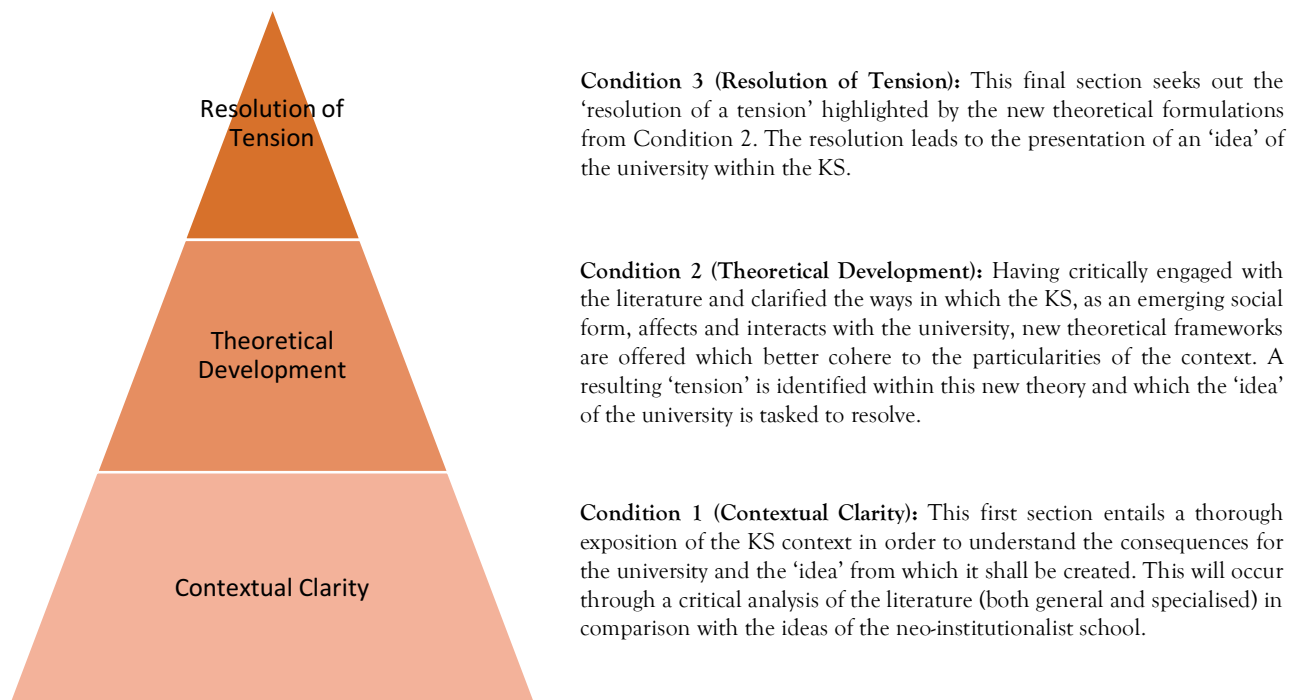 Resolution of
Tension
Condition 3 (Resolution of Tension): This final section seeks out the
‘resolution of a tension’ highlighted by the new theoretical formulations
from Condition 2. The resolution leads to the presentation of an ‘idea’ of
the university within the KS.
Theoretical
Development
Condition 2 (Theoretical Development): Having critically engaged with
the literature and clarified the ways in which the KS, as an emerging social
form, affects and interacts with the university, new theoretical frameworks
are offered which better cohere to the particularities of the context. A
resulting ‘tension’ is identified within this new theory and which the ‘idea’
of the university is tasked to resolve.
Contextual Clarity
Condition 1 (Contextual Clarity): This first section entails a thorough
exposition of the KS context in order to understand the consequences for
the university and the ‘idea’ from which it shall be created. This will occur
through a critical analysis of the literature (both general and specialised) in
comparison with the ideas of the neo-institutionalist school.